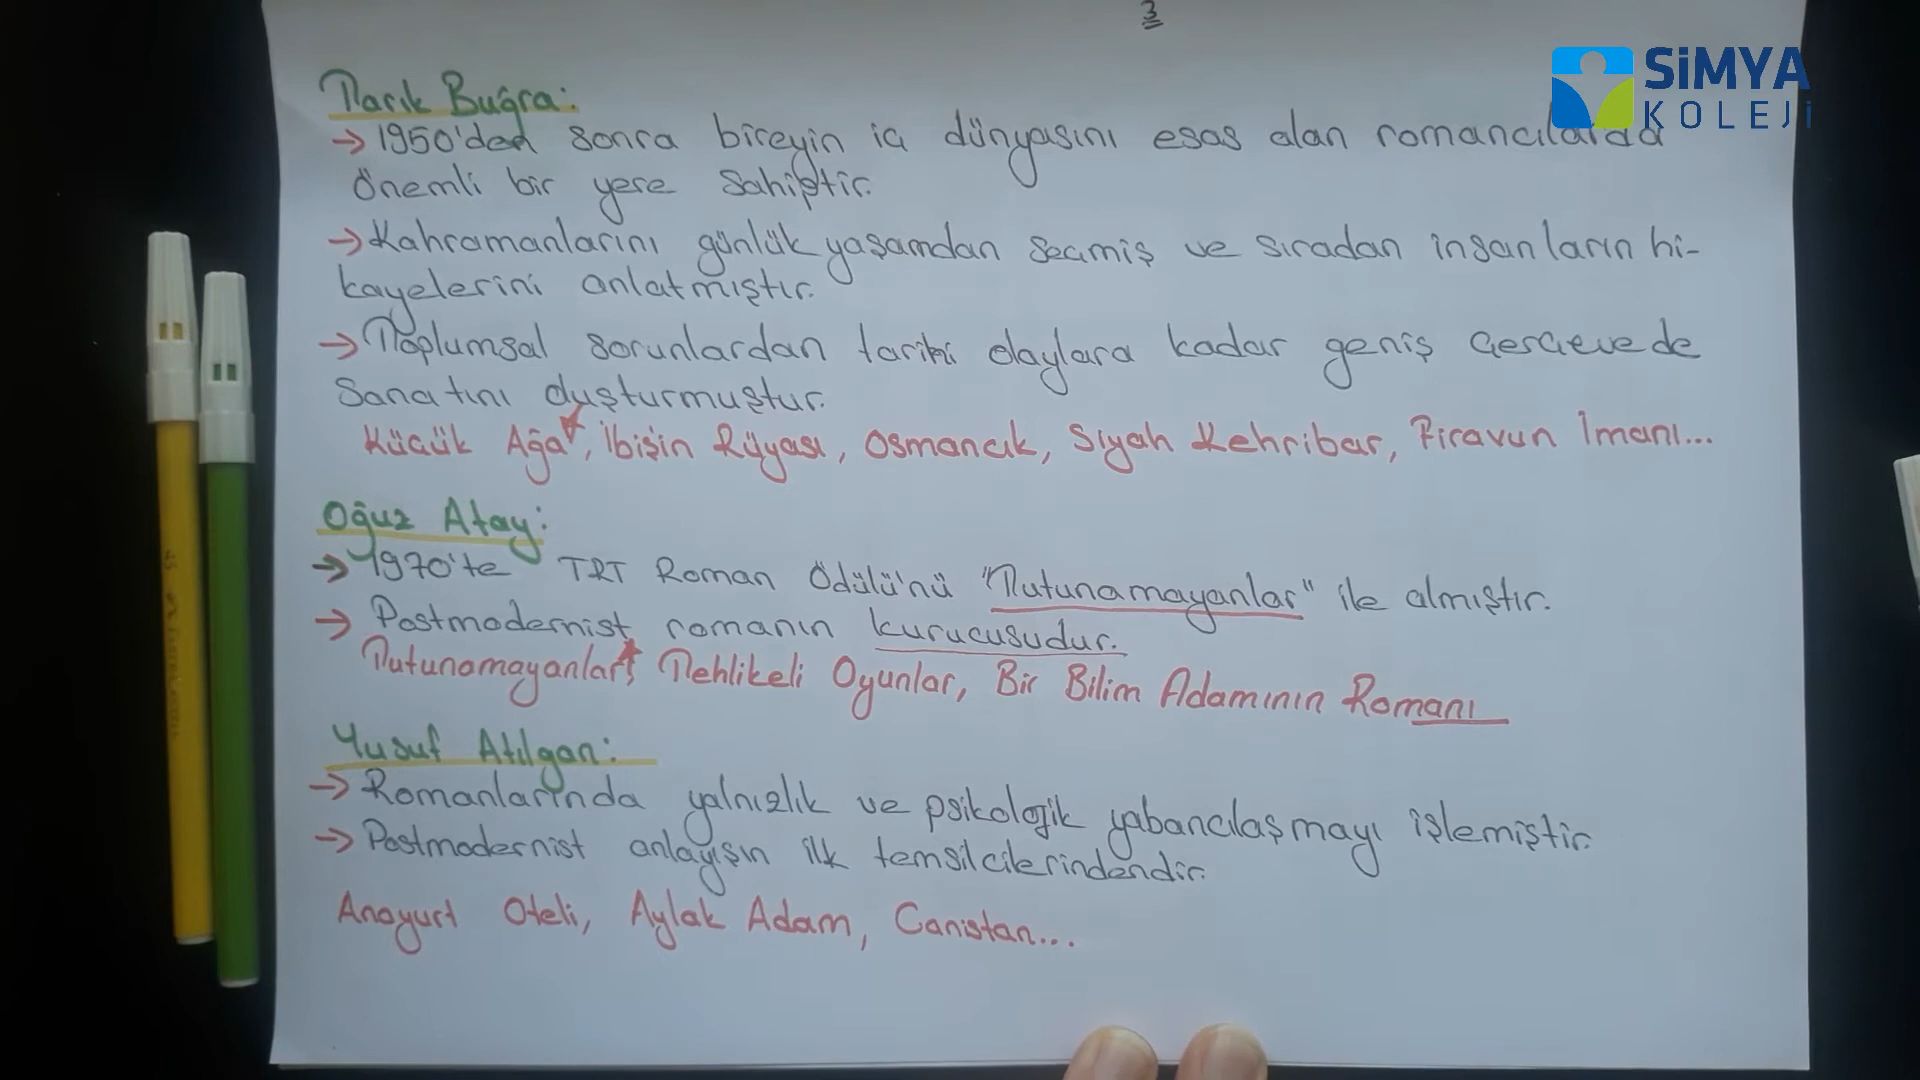 3
SiMYA
KOLEJi
Tarık Buğra:
→ 1950'den sonra bireyin iç dünyasını esas alan romancılarda
önemli bir yere sahiptir.
→ Kahramanlarını günlük yaşamdan seçmiş ve sıradan insanların hi-
kayelerini anlatmıştır.
→ Toplumsal sorunlardan tarihi olaylara kadar geniş çerçevede
sanatını oluşturmuştur.
Küçük Ağa*, İbiş'in Rüyası, Osmancık, Siyah Kehribar, Firavun İmanı...
Oğuz Atay:
→ 1970'te TRT Roman Ödülü'nü "Tutunamayanlar" ile almıştır.
→ Postmodernist romanın kurucusudur.
Tutunamayanlar*, Tehlikeli Oyunlar, Bir Bilim Adamının Romanı
Yusuf Atılgan:
→ Romanlarında yalnızlık ve psikolojik yabancılaşmayı işlemiştir.
→ Postmodernist anlayışın ilk temsilcilerindendir.
Anayurt Oteli, Aylak Adam, Canistan...